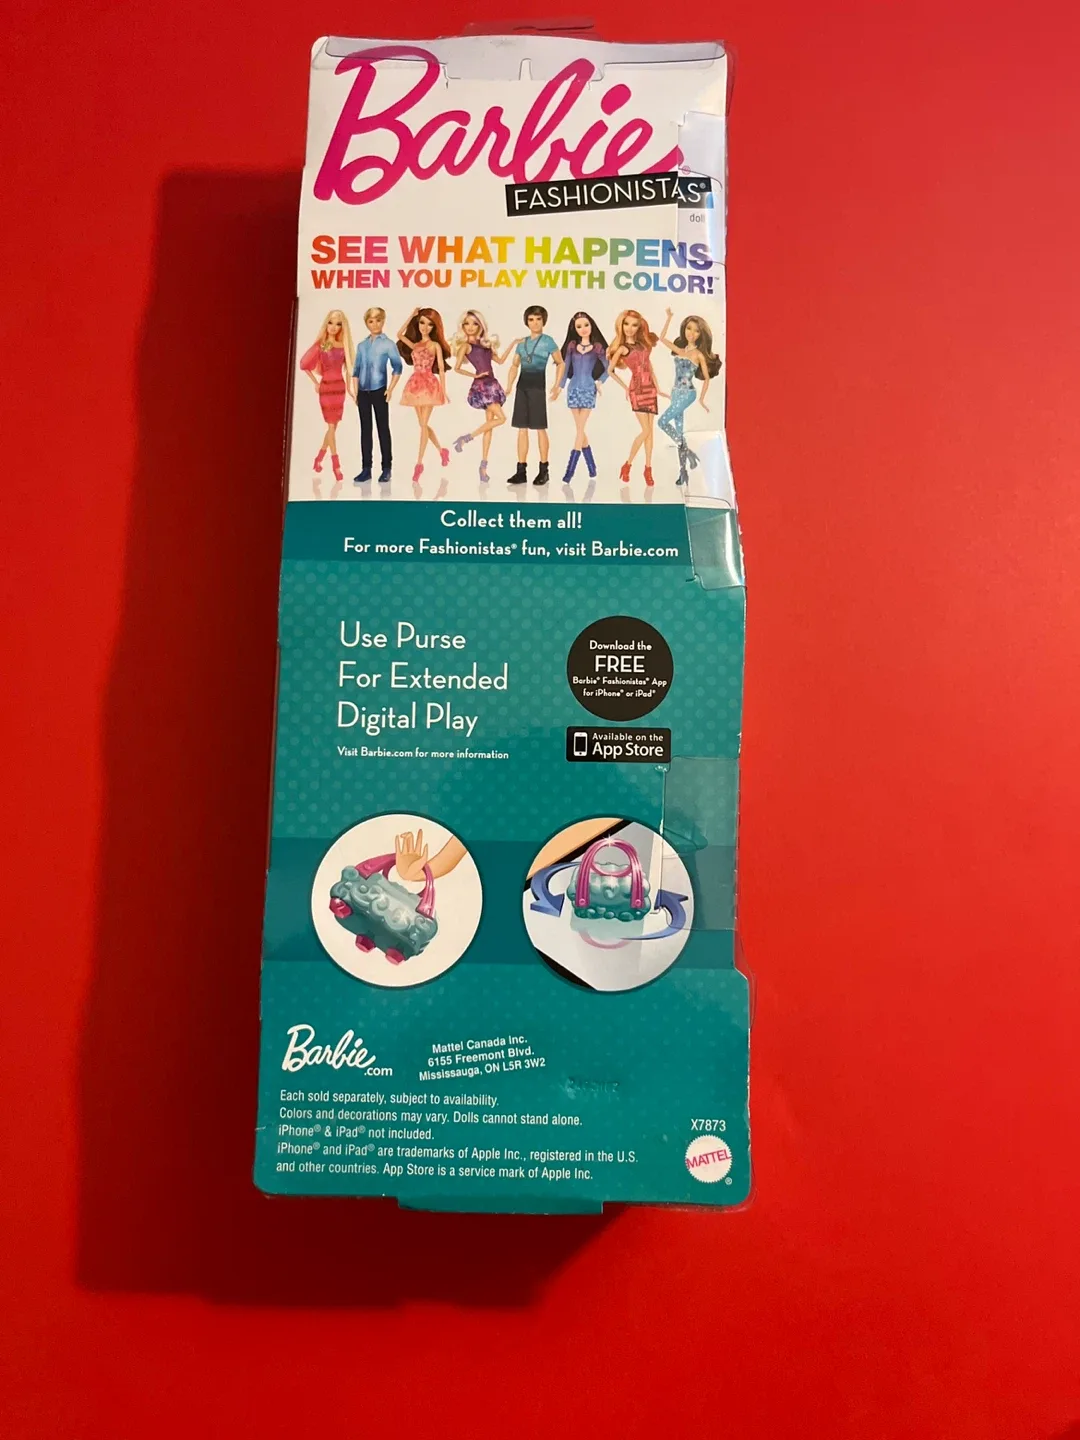 Barbie
FASHIONISTAS®
doll
SEE WHAT HAPPENS
WHEN YOU PLAY WITH COLOR!™
Collect them all!
For more Fashionistas® fun, visit Barbie.com
Use Purse
For Extended
Digital Play
Visit Barbie.com for more information
Download the
FREE
Barbie® Fashionistas® App
for iPhone® or iPad®
Available on the
App Store
Barbie.com
Mattel Canada Inc.
6155 Freemont Blvd.
Mississauga, ON L5R 3W2
Each sold separately, subject to availability.
Colors and decorations may vary. Dolls cannot stand alone.
iPhone® & iPad® not included.
iPhone® and iPad® are trademarks of Apple Inc., registered in the U.S.
and other countries. App Store is a service mark of Apple Inc.
X7873
MATTEL®